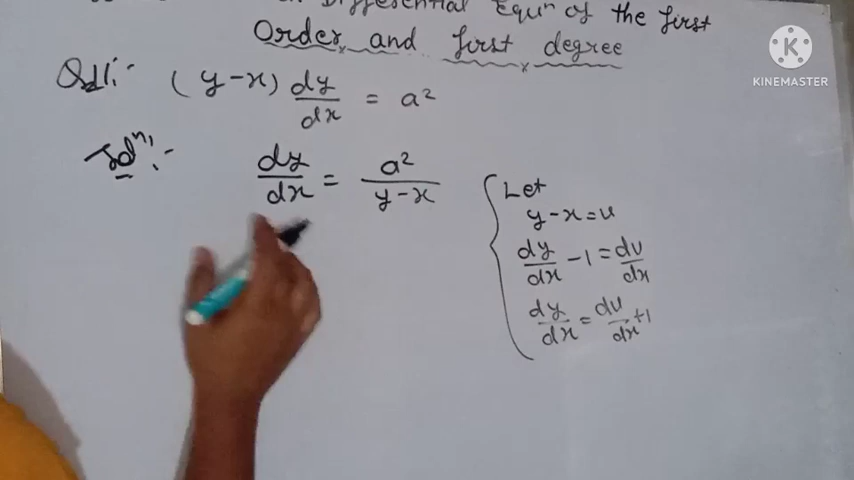 Differential Equⁿ of the first
Order and first degree
K
KINEMASTER
(y-x) dy/dx = a²
Solⁿ:-
dy/dx = a²/(y-x)
Let
y-x=u
dy/dx -1 = du/dx
dy/dx = du/dx +1